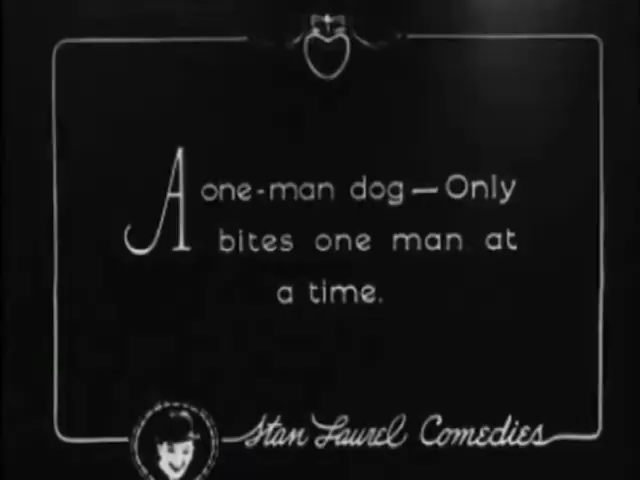 A one-man dog — Only
bites one man at
a time.
Stan Laurel Comedies